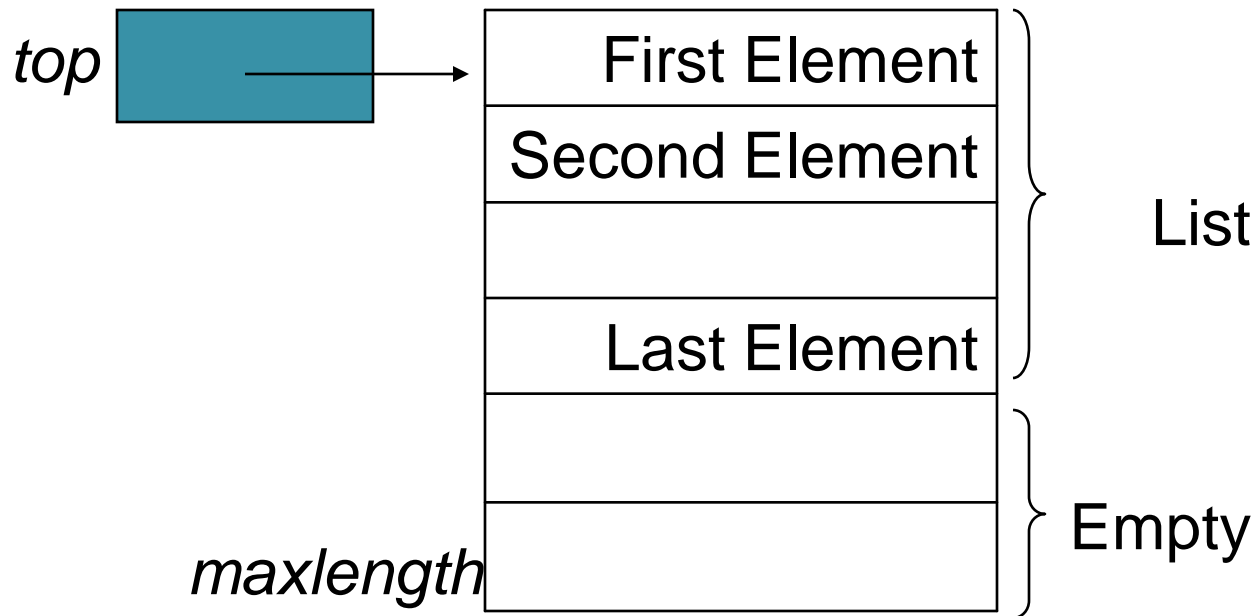 top
First Element
Second Element
List
Last Element
Empty
maxlength